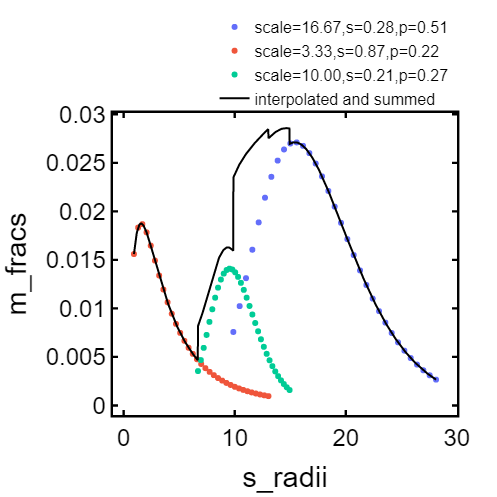 scale=16.67,s=0.28,p=0.51
scale=3.33,s=0.87,p=0.22
scale=10.00,s=0.21,p=0.27
interpolated and summed
0.03
0.025
0.02
0.015
0.01
0.005
0
m_fracs
0 10 20 30
s_radii